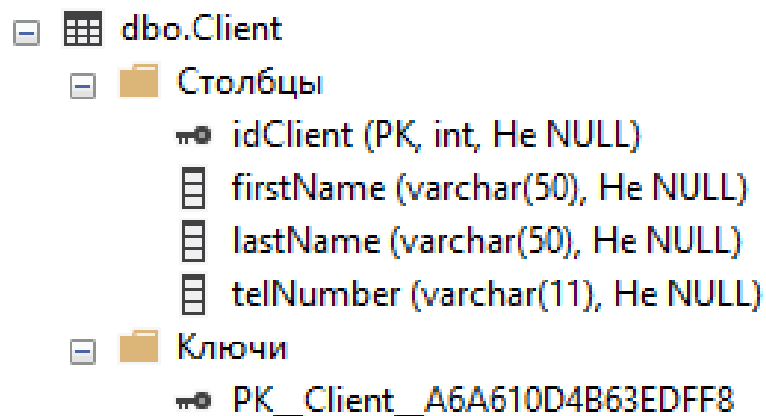 dbo.Client
Столбцы
idClient (PK, int, Не NULL)
firstName (varchar(50), Не NULL)
lastName (varchar(50), Не NULL)
telNumber (varchar(11), Не NULL)
Ключи
PK__Client__A6A610D4B63EDFF8